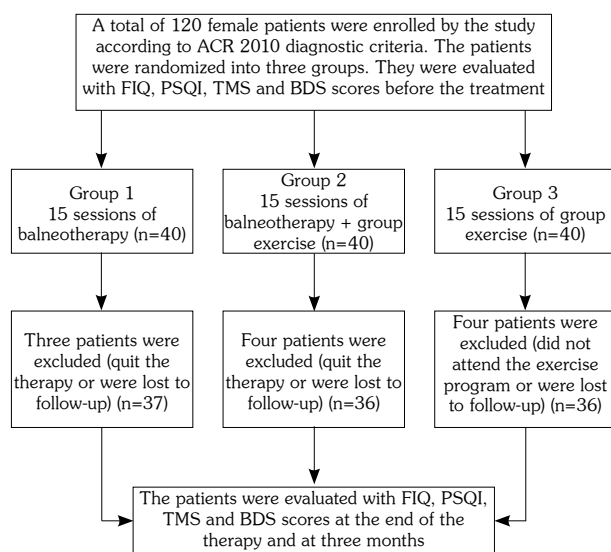 A total of 120 female patients were enrolled by the study
according to ACR 2010 diagnostic criteria. The patients
were randomized into three groups. They were evaluated
with FIQ, PSQI, TMS and BDS scores before the treatment
Group 1
15 sessions of
balneotherapy (n=40)
Group 2
15 sessions of
balneotherapy + group
exercise (n=40)
Group 3
15 sessions of group
exercise (n=40)
Three patients were
excluded (quit the
therapy or were lost to
follow-up) (n=37)
Four patients were
excluded (quit the
therapy or were lost to
follow-up) (n=36)
Four patients were
excluded (did not
attend the exercise
program or were lost
to follow-up) (n=36)
The patients were evaluated with FIQ, PSQI,
TMS and BDS scores at the end of the
therapy and at three months